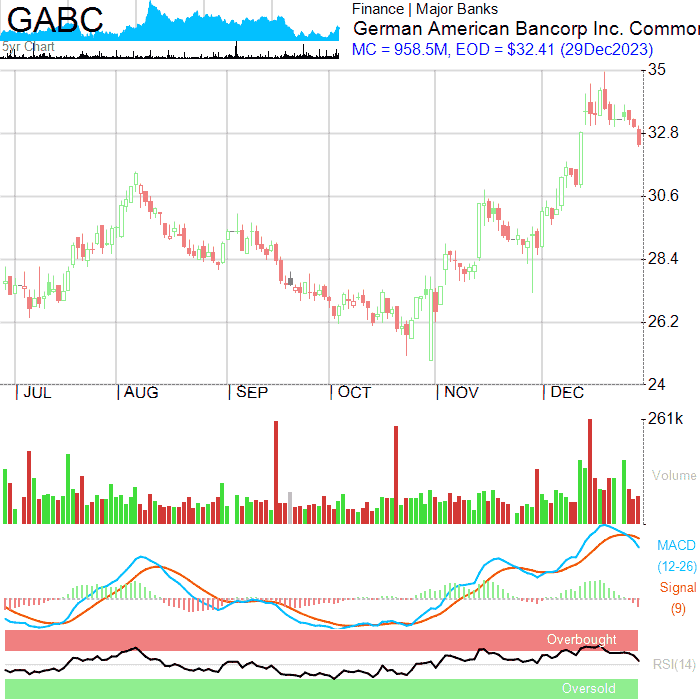 GABC
5yr Chart
Finance | Major Banks
German American Bancorp Inc. Common
MC = 958.5M, EOD = $32.41 (29Dec2023)
35
32.8
30.6
28.4
26.2
24
JUL AUG SEP OCT NOV DEC
261k
Volume
MACD
(12-26)
Signal
(9)
Overbought
RSI(14)
Oversold